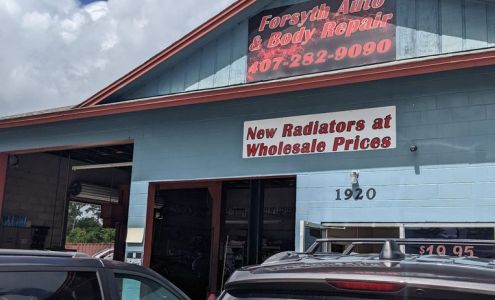 Forsyth Auto
& Body Repair
407-282-9090
New Radiators at
Wholesale Prices
1920
$19.95